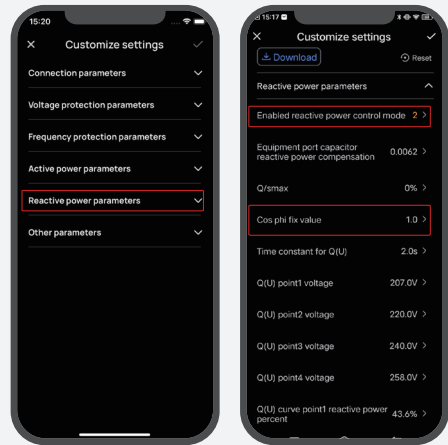 15:20
Customize settings
Connection parameters
Voltage protection parameters
Frequency protection parameters
Active power parameters
Reactive power parameters
Other parameters
15:17
Customize settings
Download
Reset
Reactive power parameters
Enabled reactive power control mode 2
Equipment port capacitor
reactive power compensation 0.0062
Q/smax 0%
Cos phi fix value 1.0
Time constant for Q(U) 2.0s
Q(U) point1 voltage 207.0V
Q(U) point2 voltage 220.0V
Q(U) point3 voltage 240.0V
Q(U) point4 voltage 258.0V
Q(U) curve point1 reactive power
percent 43.6%